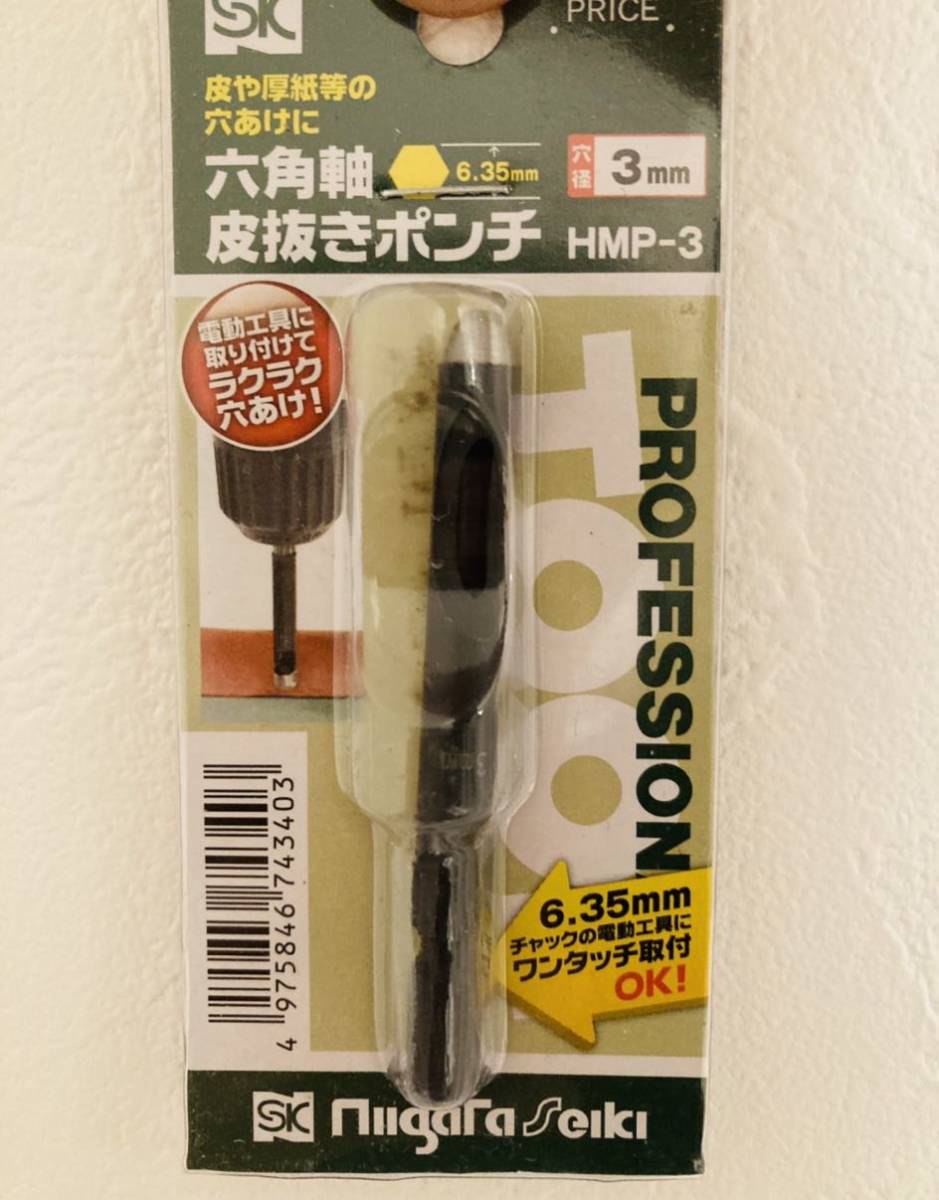 SK
PRICE
皮や厚紙等の
穴あけに
六角軸
6.35mm
穴径
3mm
皮抜きポンチ
HMP-3
電動工具に
取り付けて
ラクラク
穴あけ!
PROFESSION
3mm
6.35mm
チャックの電動工具に
ワンタッチ取付
OK!
4 975846 743403
SK Niigata Seiki